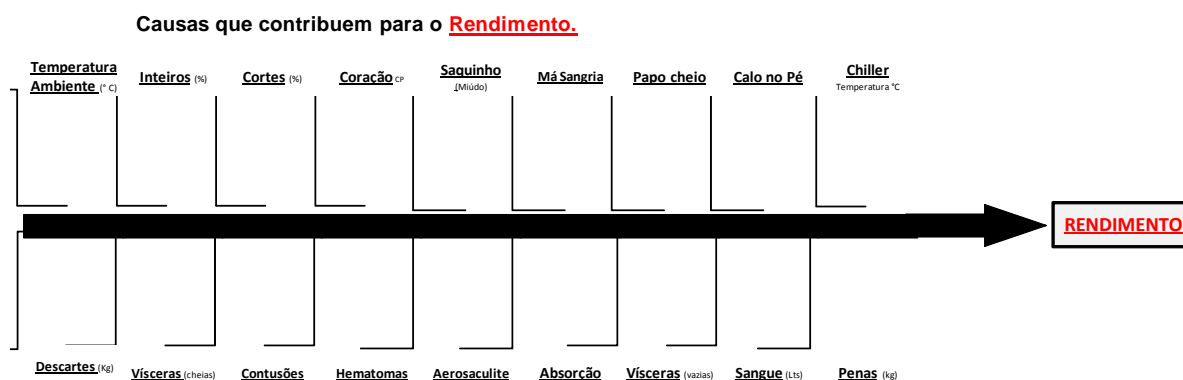 Causas que contribuem para o Rendimento.
Temperatura
Ambiente (° C)
Inteiros (%)
Cortes (%)
Coração CP
Saquinho
(Miúdo)
Má Sangria
Papo cheio
Calo no Pé
Chiller
Temperatura °C
RENDIMENTO
Descartes (Kg)
Vísceras (cheias)
Contusões
Hematomas
Aerosaculite
Absorção
Vísceras (vazias)
Sangue (Lts)
Penas (kg)